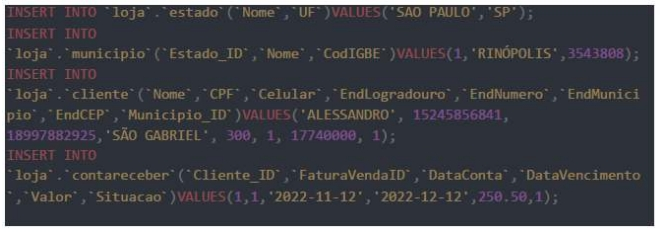 INSERT INTO `loja`.`estado`(`Nome`,`UF`)VALUES('SAO PAULO','SP');
INSERT INTO
`loja`.`municipio`(`Estado_ID`,`Nome`,`CodIGBE`)VALUES(1,'RINÓPOLIS',3543808);
INSERT INTO
`loja`.`cliente`(`Nome`,`CPF`,`Celular`,`EndLogradouro`,`EndNumero`,`EndMunici
pio`,`EndCEP`,`Municipio_ID`)VALUES('ALESSANDRO', 15245856841,
18997882925,'SÃO GABRIEL', 300, 1, 17740000, 1);
INSERT INTO
`loja`.`contareceber`(`Cliente_ID`,`FaturaVendaID`,`DataConta`,`DataVencimento
`,`Valor`,`Situacao`)VALUES(1,1,'2022-11-12','2022-12-12',250.50,1);